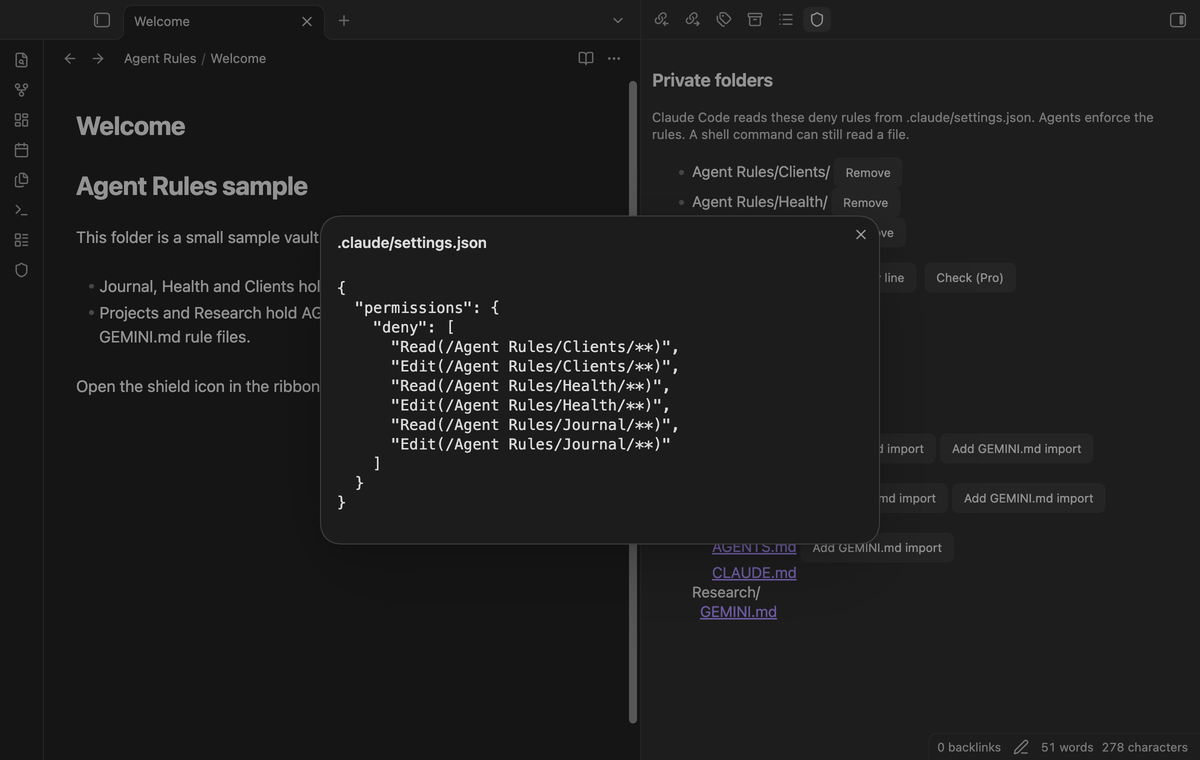 Welcome
Agent Rules / Welcome
Welcome
Agent Rules sample
This folder is a small sample vault
Journal, Health and Clients hol
Projects and Research hold AG
GEMINI.md rule files.
Open the shield icon in the ribbon
Private folders
Claude Code reads these deny rules from .claude/settings.json. Agents enforce the
rules. A shell command can still read a file.
Agent Rules/Clients/ Remove
Agent Rules/Health/ Remove
ve
line Check (Pro)
.claude/settings.json
{
"permissions": {
"deny": [
"Read(/Agent Rules/Clients/**)",
"Edit(/Agent Rules/Clients/**)",
"Read(/Agent Rules/Health/**)",
"Edit(/Agent Rules/Health/**)",
"Read(/Agent Rules/Journal/**)",
"Edit(/Agent Rules/Journal/**)"
]
}
}
import Add GEMINI.md import
md import Add GEMINI.md import
AGENTS.md Add GEMINI.md import
CLAUDE.md
Research/
GEMINI.md
0 backlinks 51 words 278 characters